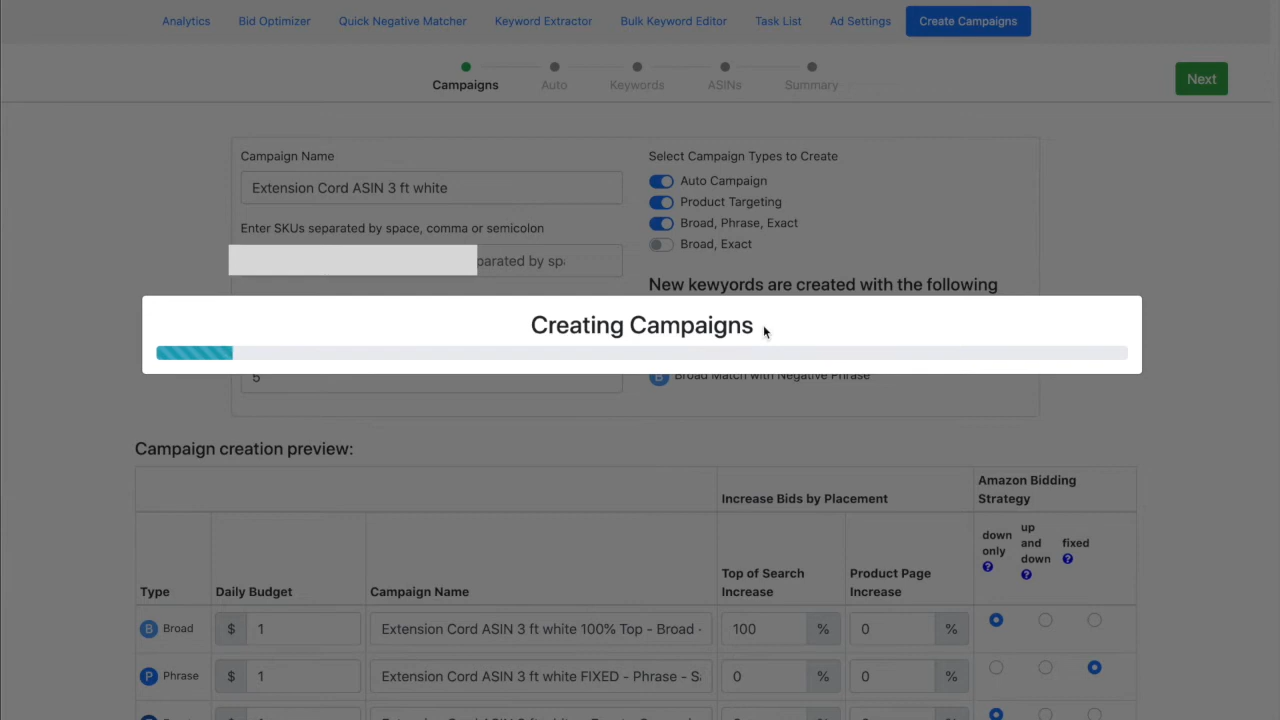 Analytics Bid Optimizer Quick Negative Matcher Keyword Extractor Bulk Keyword Editor Task List Ad Settings Create Campaigns
Campaigns Auto Keywords ASINs Summary
Next
Campaign Name
Extension Cord ASIN 3 ft white
Enter SKUs separated by space, comma or semicolon
parated by spa
Select Campaign Types to Create
Auto Campaign
Product Targeting
Broad, Phrase, Exact
Broad, Exact
New kewyords are created with the following
Creating Campaigns
5
B Broad Match with Negative Phrase
Campaign creation preview:
Increase Bids by Placement
Amazon Bidding
Strategy
Type Daily Budget Campaign Name
Top of Search
Increase
Product Page
Increase
down
only
?
up
and
down
?
fixed
?
B Broad $ 1 Extension Cord ASIN 3 ft white 100% Top - Broad - 100 % 0 %
P Phrase $ 1 Extension Cord ASIN 3 ft white FIXED - Phrase - Sa 0 % 0 %